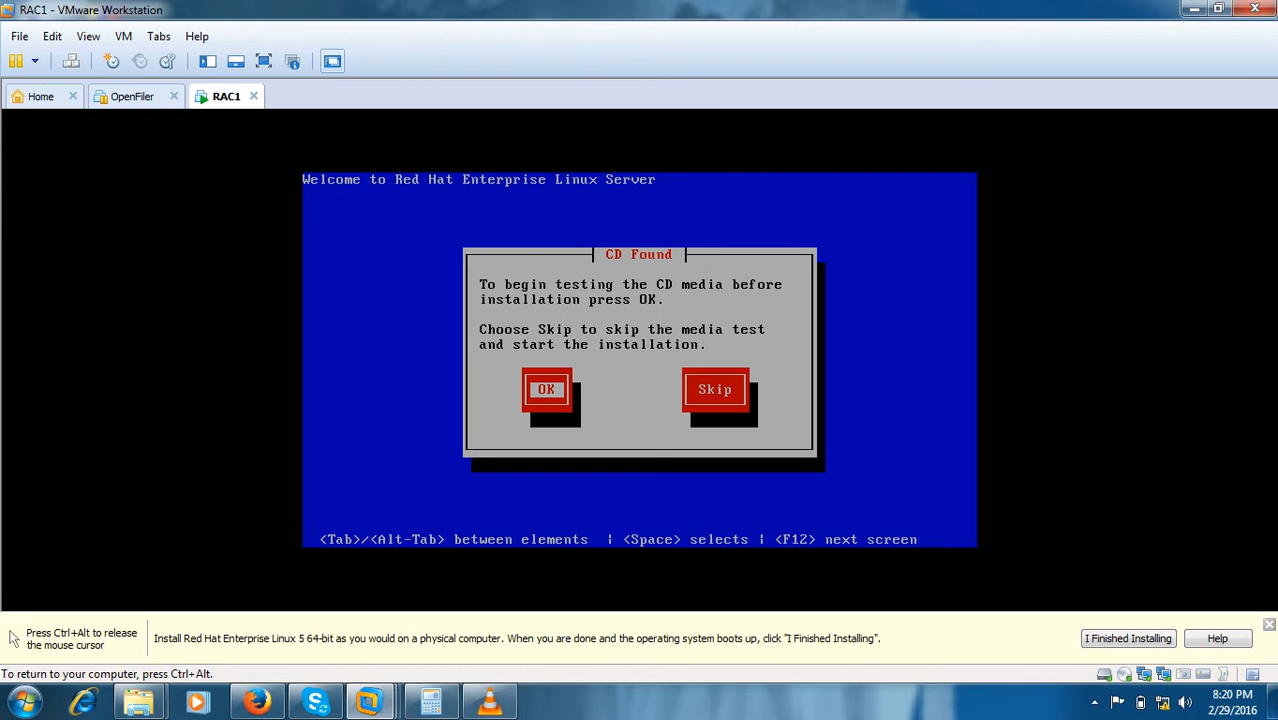 RAC1 - VMware Workstation
File Edit View VM Tabs Help
Home OpenFiler RAC1
Welcome to Red Hat Enterprise Linux Server
CD Found
To begin testing the CD media before
installation press OK.
Choose Skip to skip the media test
and start the installation.
OK Skip
<Tab>/<Alt-Tab> between elements | <Space> selects | <F12> next screen
Press Ctrl+Alt to release
the mouse cursor
Install Red Hat Enterprise Linux 5 64-bit as you would on a physical computer. When you are done and the operating system boots up, click "I Finished Installing".
I Finished Installing Help
To return to your computer, press Ctrl+Alt.
8:20 PM
2/29/2016